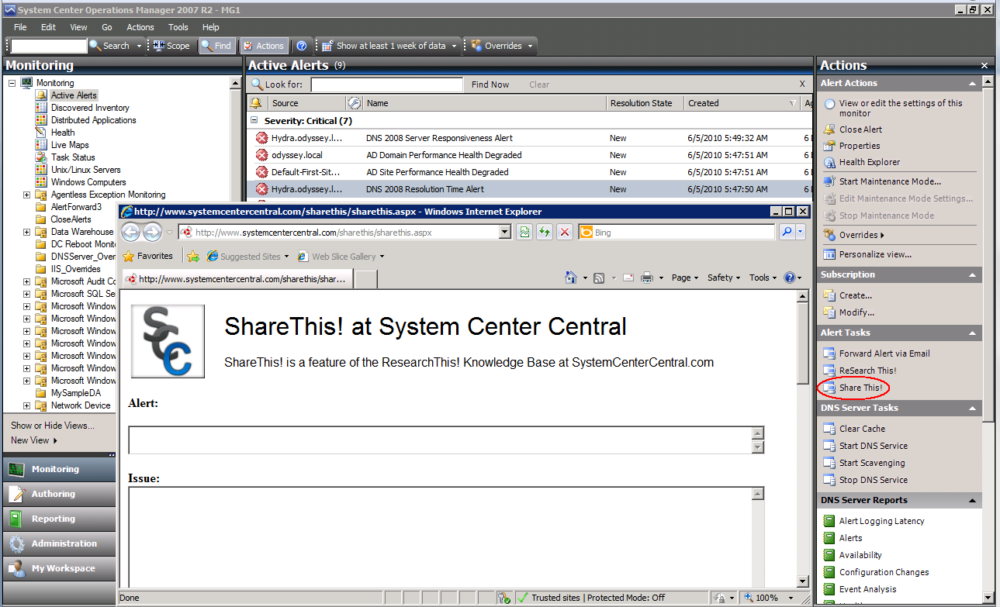 System Center Operations Manager 2007 R2 - MG1
File Edit View Go Actions Tools Help
Search Scope Find Actions Show at least 1 week of data Overrides
Monitoring
Monitoring
Active Alerts
Discovered Inventory
Distributed Applications
Health
Live Maps
Task Status
Unix/Linux Servers
Windows Computers
Agentless Exception Monitoring
AlertForward3
CloseAlerts
Data Warehouse
DC Reboot Monit
DNSServer_Over
IIS_Overrides
Microsoft Audit Co
Microsoft SQL Se
Microsoft Window
Microsoft Window
Microsoft Window
Microsoft Window
Microsoft Window
Microsoft Window
Microsoft Window
MySampleDA
Network Device
Show or Hide Views...
New View
Monitoring
Authoring
Reporting
Administration
My Workspace
Active Alerts (9)
Look for: Find Now Clear X
Source Name Resolution State Created Ag
Severity: Critical (7)
Hydra.odyssey.l... DNS 2008 Server Responsiveness Alert New 6/5/2010 5:49:32 AM 6
odyssey.local AD Domain Performance Health Degraded New 6/5/2010 5:47:51 AM 6
Default-First-Sit... AD Site Performance Health Degraded New 6/5/2010 5:47:51 AM 6
Hydra.odyssey.l... DNS 2008 Resolution Time Alert New 6/5/2010 5:47:50 AM 6
http://www.systemcentercentral.com/sharethis/sharethis.aspx - Windows Internet Explorer
http://www.systemcentercentral.com/sharethis/sharethis.aspx Bing
Favorites Suggested Sites Web Slice Gallery
http://www.systemcentercentral.com/sharethis/shar... Page Safety Tools
SCC
ShareThis! at System Center Central
ShareThis! is a feature of the ResearchThis! Knowledge Base at SystemCenterCentral.com
Alert:
Issue:
Done Trusted sites | Protected Mode: Off 100%
Actions
Alert Actions
View or edit the settings of this
monitor
Close Alert
Properties
Health Explorer
Start Maintenance Mode...
Edit Maintenance Mode Settings...
Stop Maintenance Mode
Overrides
Personalize view...
Subscription
Create...
Modify...
Alert Tasks
Forward Alert via Email
ReSearch This!
Share This!
DNS Server Tasks
Clear Cache
Start DNS Service
Start Scavenging
Stop DNS Service
DNS Server Reports
Alert Logging Latency
Alerts
Availability
Configuration Changes
Event Analysis